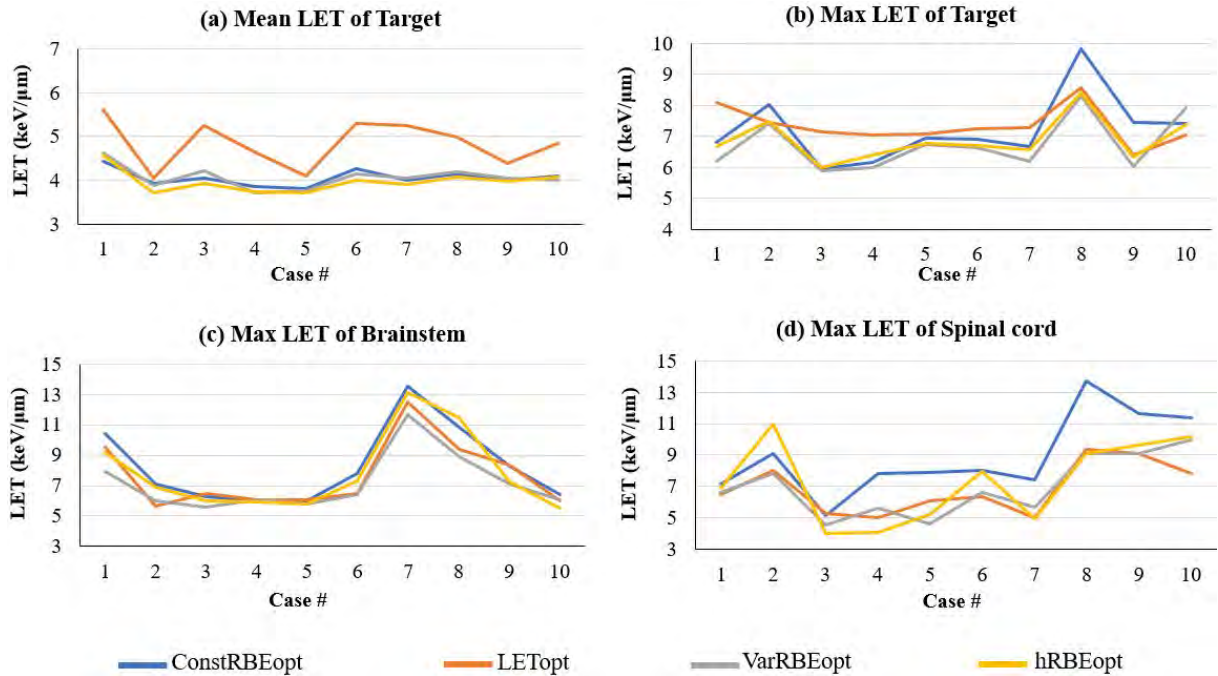 (a) Mean LET of Target
LET (keV/μm)
7
6
5
4
3
1 2 3 4 5 6 7 8 9 10
Case #
(b) Max LET of Target
LET (keV/μm)
10
9
8
7
6
5
4
1 2 3 4 5 6 7 8 9 10
Case #
(c) Max LET of Brainstem
LET (keV/μm)
15
13
11
9
7
5
3
1 2 3 4 5 6 7 8 9 10
Case #
(d) Max LET of Spinal cord
LET (keV/μm)
15
13
11
9
7
5
3
1 2 3 4 5 6 7 8 9 10
Case #
ConstRBEopt LETopt VarRBEopt hRBEopt